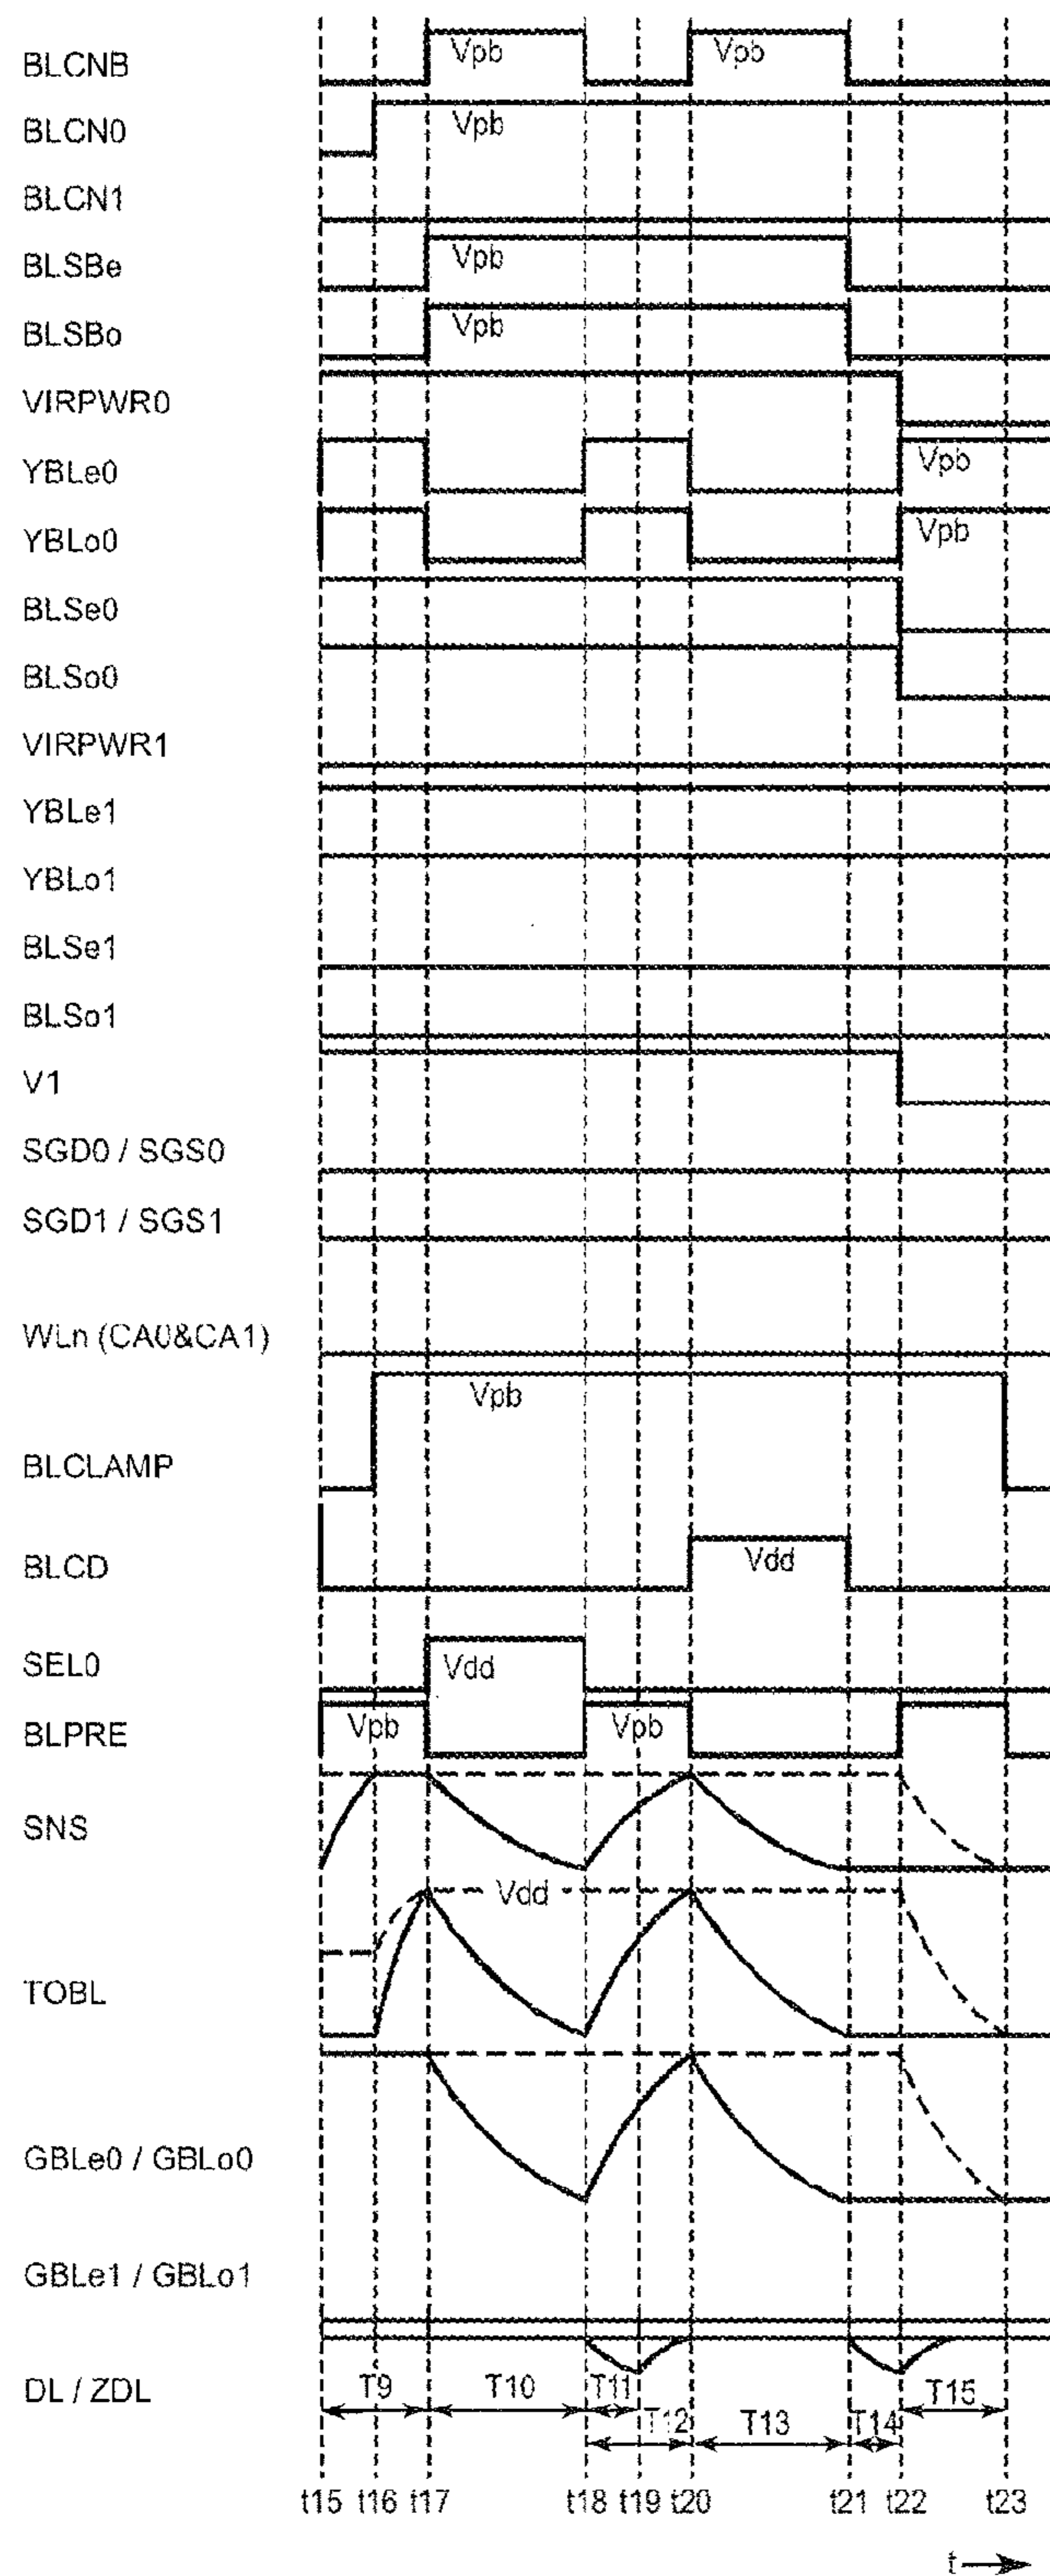 BLCNB Vpb Vpb
BLCN0 Vpb
BLCN1
BLSBe Vpb
BLSBo Vpb
VIRPWR0
YBLe0 Vpb
YBLo0 Vpb
BLSe0
BLSo0
VIRPWR1
YBLe1
YBLo1
BLSe1
BLSo1
V1
SGD0 / SGS0
SGD1 / SGS1
WLn (CA0&CA1)
Vpb
BLCLAMP
BLCD Vdd
SEL0 Vdd
BLPRE Vpb Vpb
SNS
Vdd
TOBL
GBLe0 / GBLo0
GBLe1 / GBLo1
DL / ZDL T9 T10 T11 T15
T12 T13 T14
t15 t16 t17 t18 t19 t20 t21 t22 t23
t